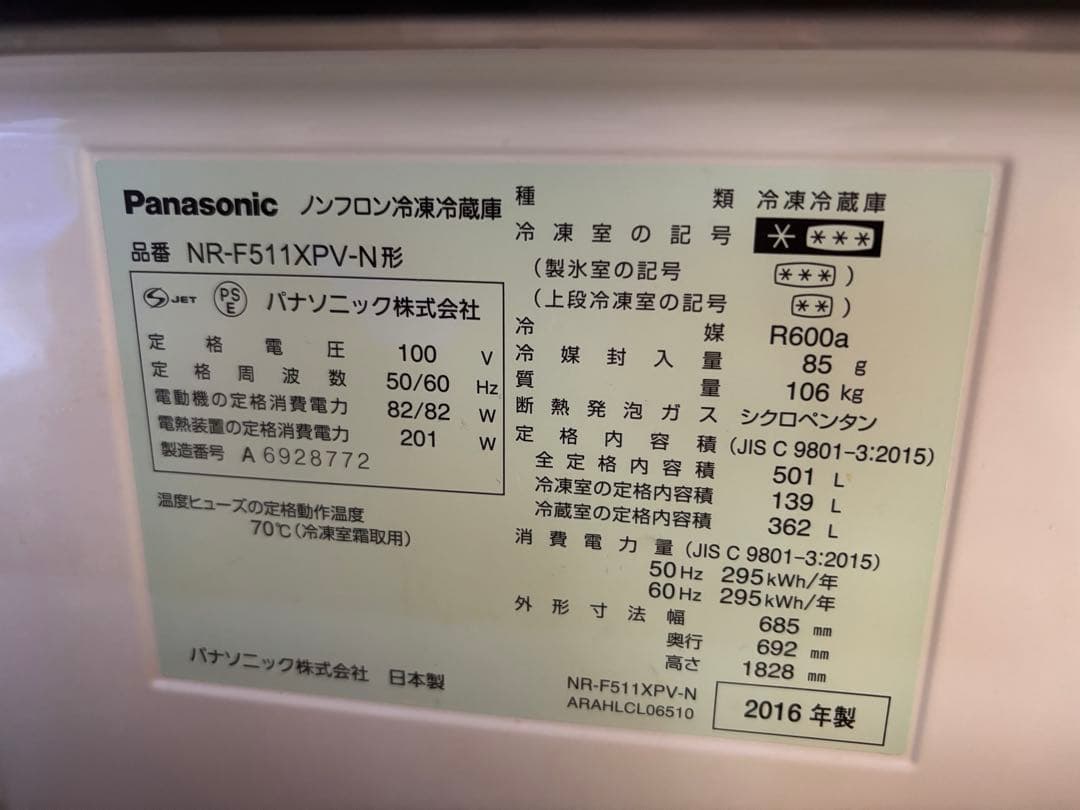 Panasonic ノンフロン冷凍冷蔵庫
品番 NR-F511XPV-N形
S JET PSE パナソニック株式会社
定格電圧 100 V
定格周波数 50/60 Hz
電動機の定格消費電力 82/82 W
電熱装置の定格消費電力 201 W
製造番号 A 6928772
温度ヒューズの定格動作温度
70℃(冷凍室霜取用)
パナソニック株式会社 日本製
種類 冷凍冷蔵庫
冷凍室の記号 * ***
(製氷室の記号 ***)
(上段冷凍室の記号 **)
冷媒 R600a
冷媒封入量 85 g
質量 106 kg
断熱発泡ガス シクロペンタン
定格内容積 (JIS C 9801-3:2015)
全定格内容積 501 L
冷凍室の定格内容積 139 L
冷蔵室の定格内容積 362 L
消費電力量 (JIS C 9801-3:2015)
50Hz 295kWh/年
60Hz 295kWh/年
外形寸法 幅 685 mm
奥行 692 mm
高さ 1828 mm
NR-F511XPV-N
ARAHLCL06510
2016 年製